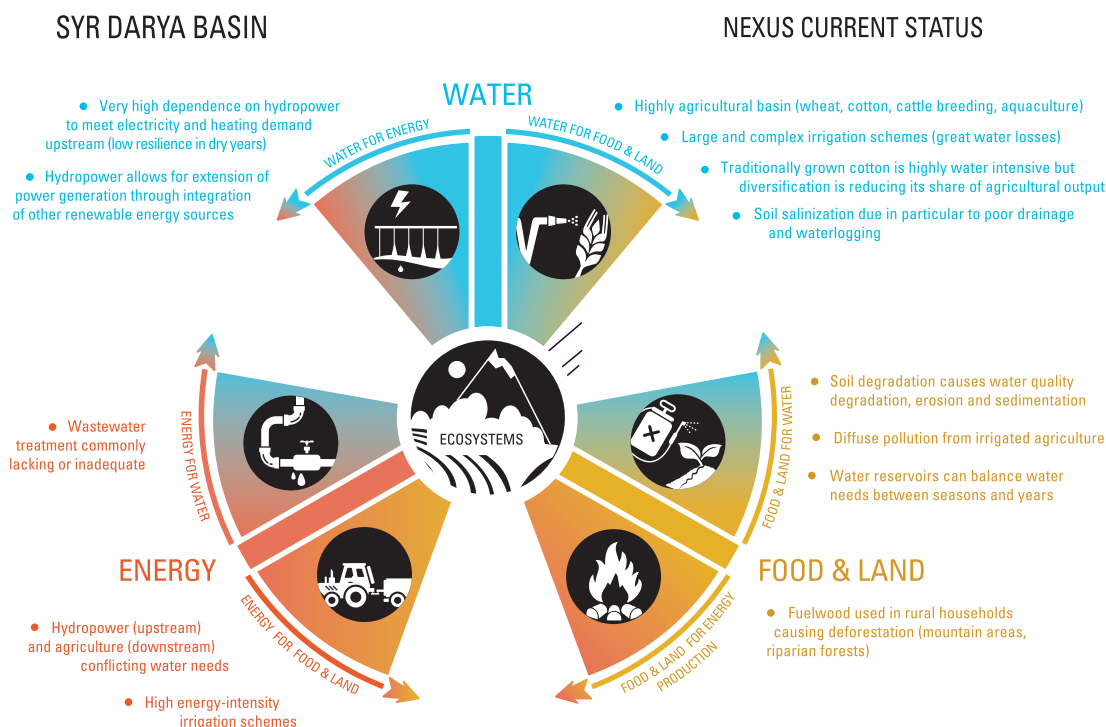 SYR DARYA BASIN
NEXUS CURRENT STATUS
WATER
● Very high dependence on hydropower
to meet electricity and heating demand
upstream (low resilience in dry years)
● Hydropower allows for extension of
power generation through integration
of other renewable energy sources
WATER FOR ENERGY
WATER FOR FOOD & LAND
● Highly agricultural basin (wheat, cotton, cattle breeding, aquaculture)
● Large and complex irrigation schemes (great water losses)
● Traditionally grown cotton is highly water intensive but
diversification is reducing its share of agricultural output
● Soil salinization due in particular to poor drainage
and waterlogging
ECOSYSTEMS
ENERGY FOR WATER
● Wastewater
treatment commonly
lacking or inadequate
FOOD & LAND FOR WATER
● Soil degradation causes water quality
degradation, erosion and sedimentation
● Diffuse pollution from irrigated agriculture
● Water reservoirs can balance water
needs between seasons and years
ENERGY
ENERGY FOR FOOD & LAND
● Hydropower (upstream)
and agriculture (downstream)
conflicting water needs
● High energy-intensity
irrigation schemes
FOOD & LAND
FOOD & LAND FOR ENERGY
PRODUCTION
● Fuelwood used in rural households
causing deforestation (mountain areas,
riparian forests)